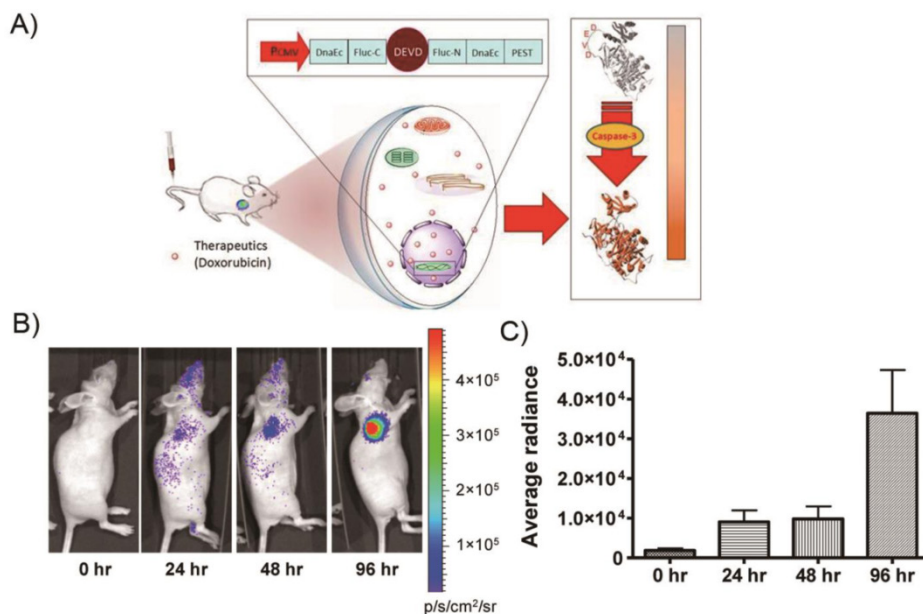 A)
PCMV DnaEc Fluc-C DEVD Fluc-N DnaEc PEST
D
E
V
D
Caspase-3
Therapeutics
(Doxorubicin)
B)
4×10⁵
3×10⁵
2×10⁵
1×10⁵
0 hr 24 hr 48 hr 96 hr
p/s/cm²/sr
C)
Average radiance
5.0×10⁴
4.0×10⁴
3.0×10⁴
2.0×10⁴
1.0×10⁴
0
0 hr 24 hr 48 hr 96 hr